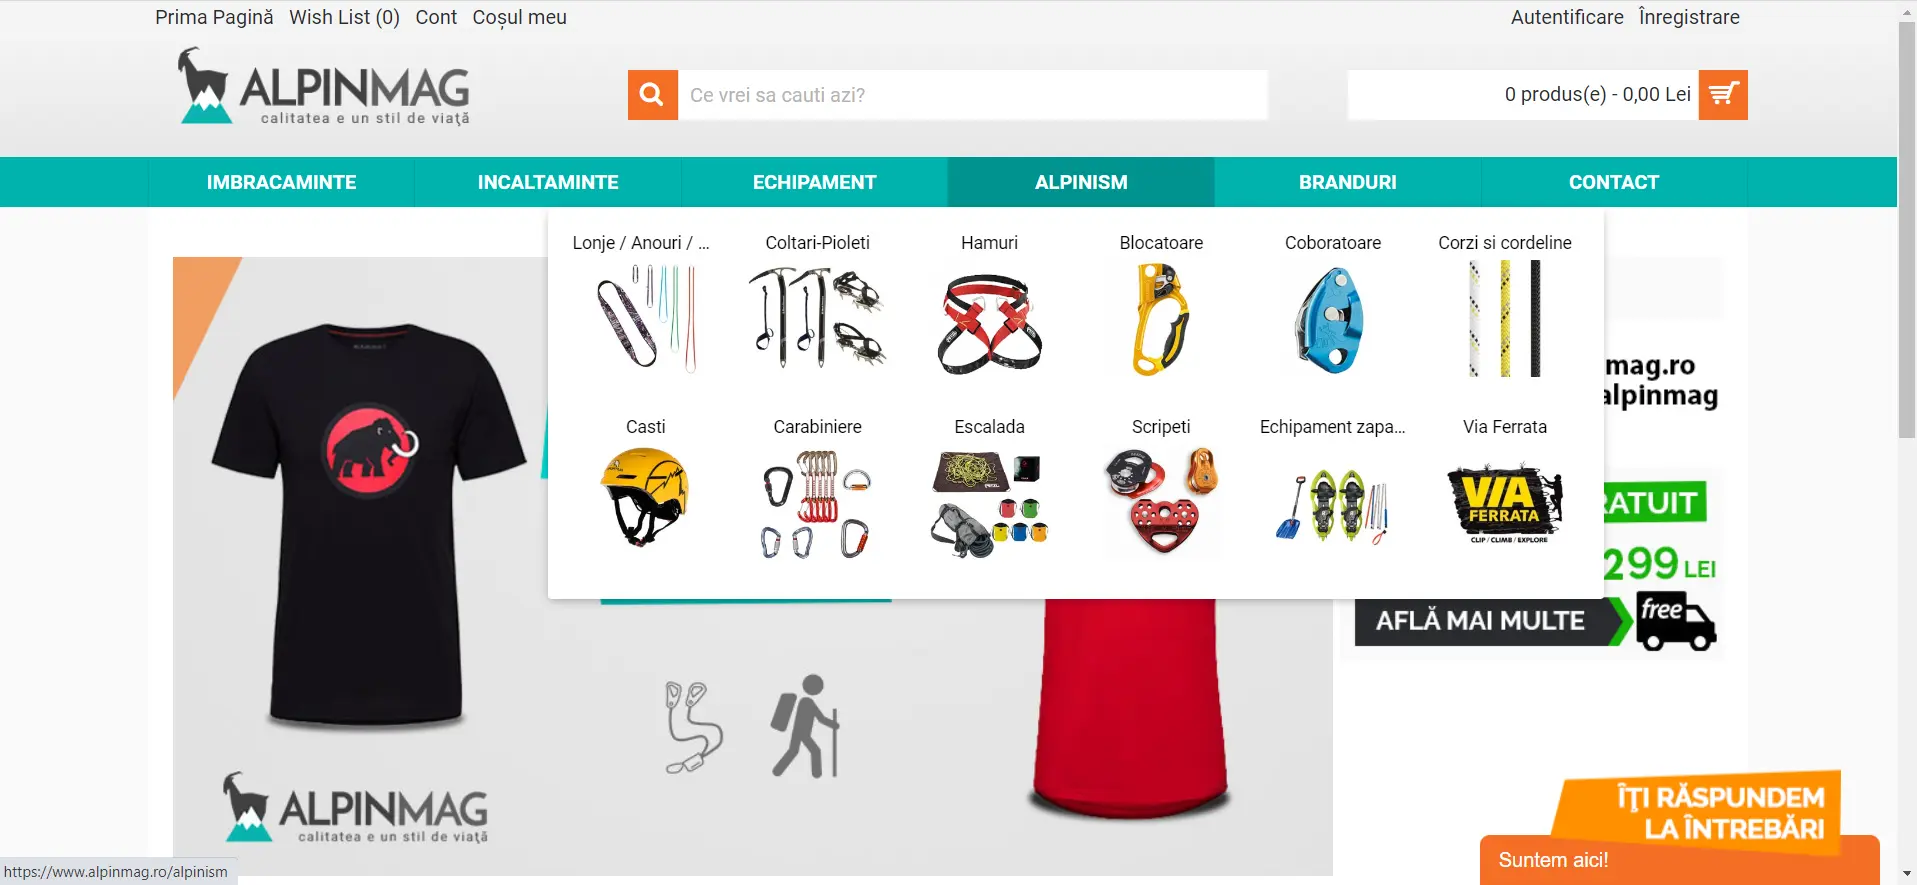 Prima Pagină Wish List (0) Cont Coșul meu Autentificare Înregistrare
ALPINMAG
calitatea e un stil de viață
Ce vrei sa cauti azi?
0 produs(e) - 0,00 Lei
IMBRACAMINTE INCALTAMINTE ECHIPAMENT ALPINISM BRANDURI CONTACT
Lonje / Anouri / ... Coltari-Pioleti Hamuri Blocatoare Coboratoare Corzi si cordeline
mag.ro
alpinmag
Casti Carabiniere Escalada Scripeti Echipament zapa... Via Ferrata
VIA
FERRATA
CLIP / CLIMB / EXPLORE
RATUIT
299 LEI
AFLĂ MAI MULTE
free
ALPINMAG
calitatea e un stil de viață
ÎŢI RĂSPUNDEM
LA ÎNTREBĂRI
Suntem aici!
https://www.alpinmag.ro/alpinism